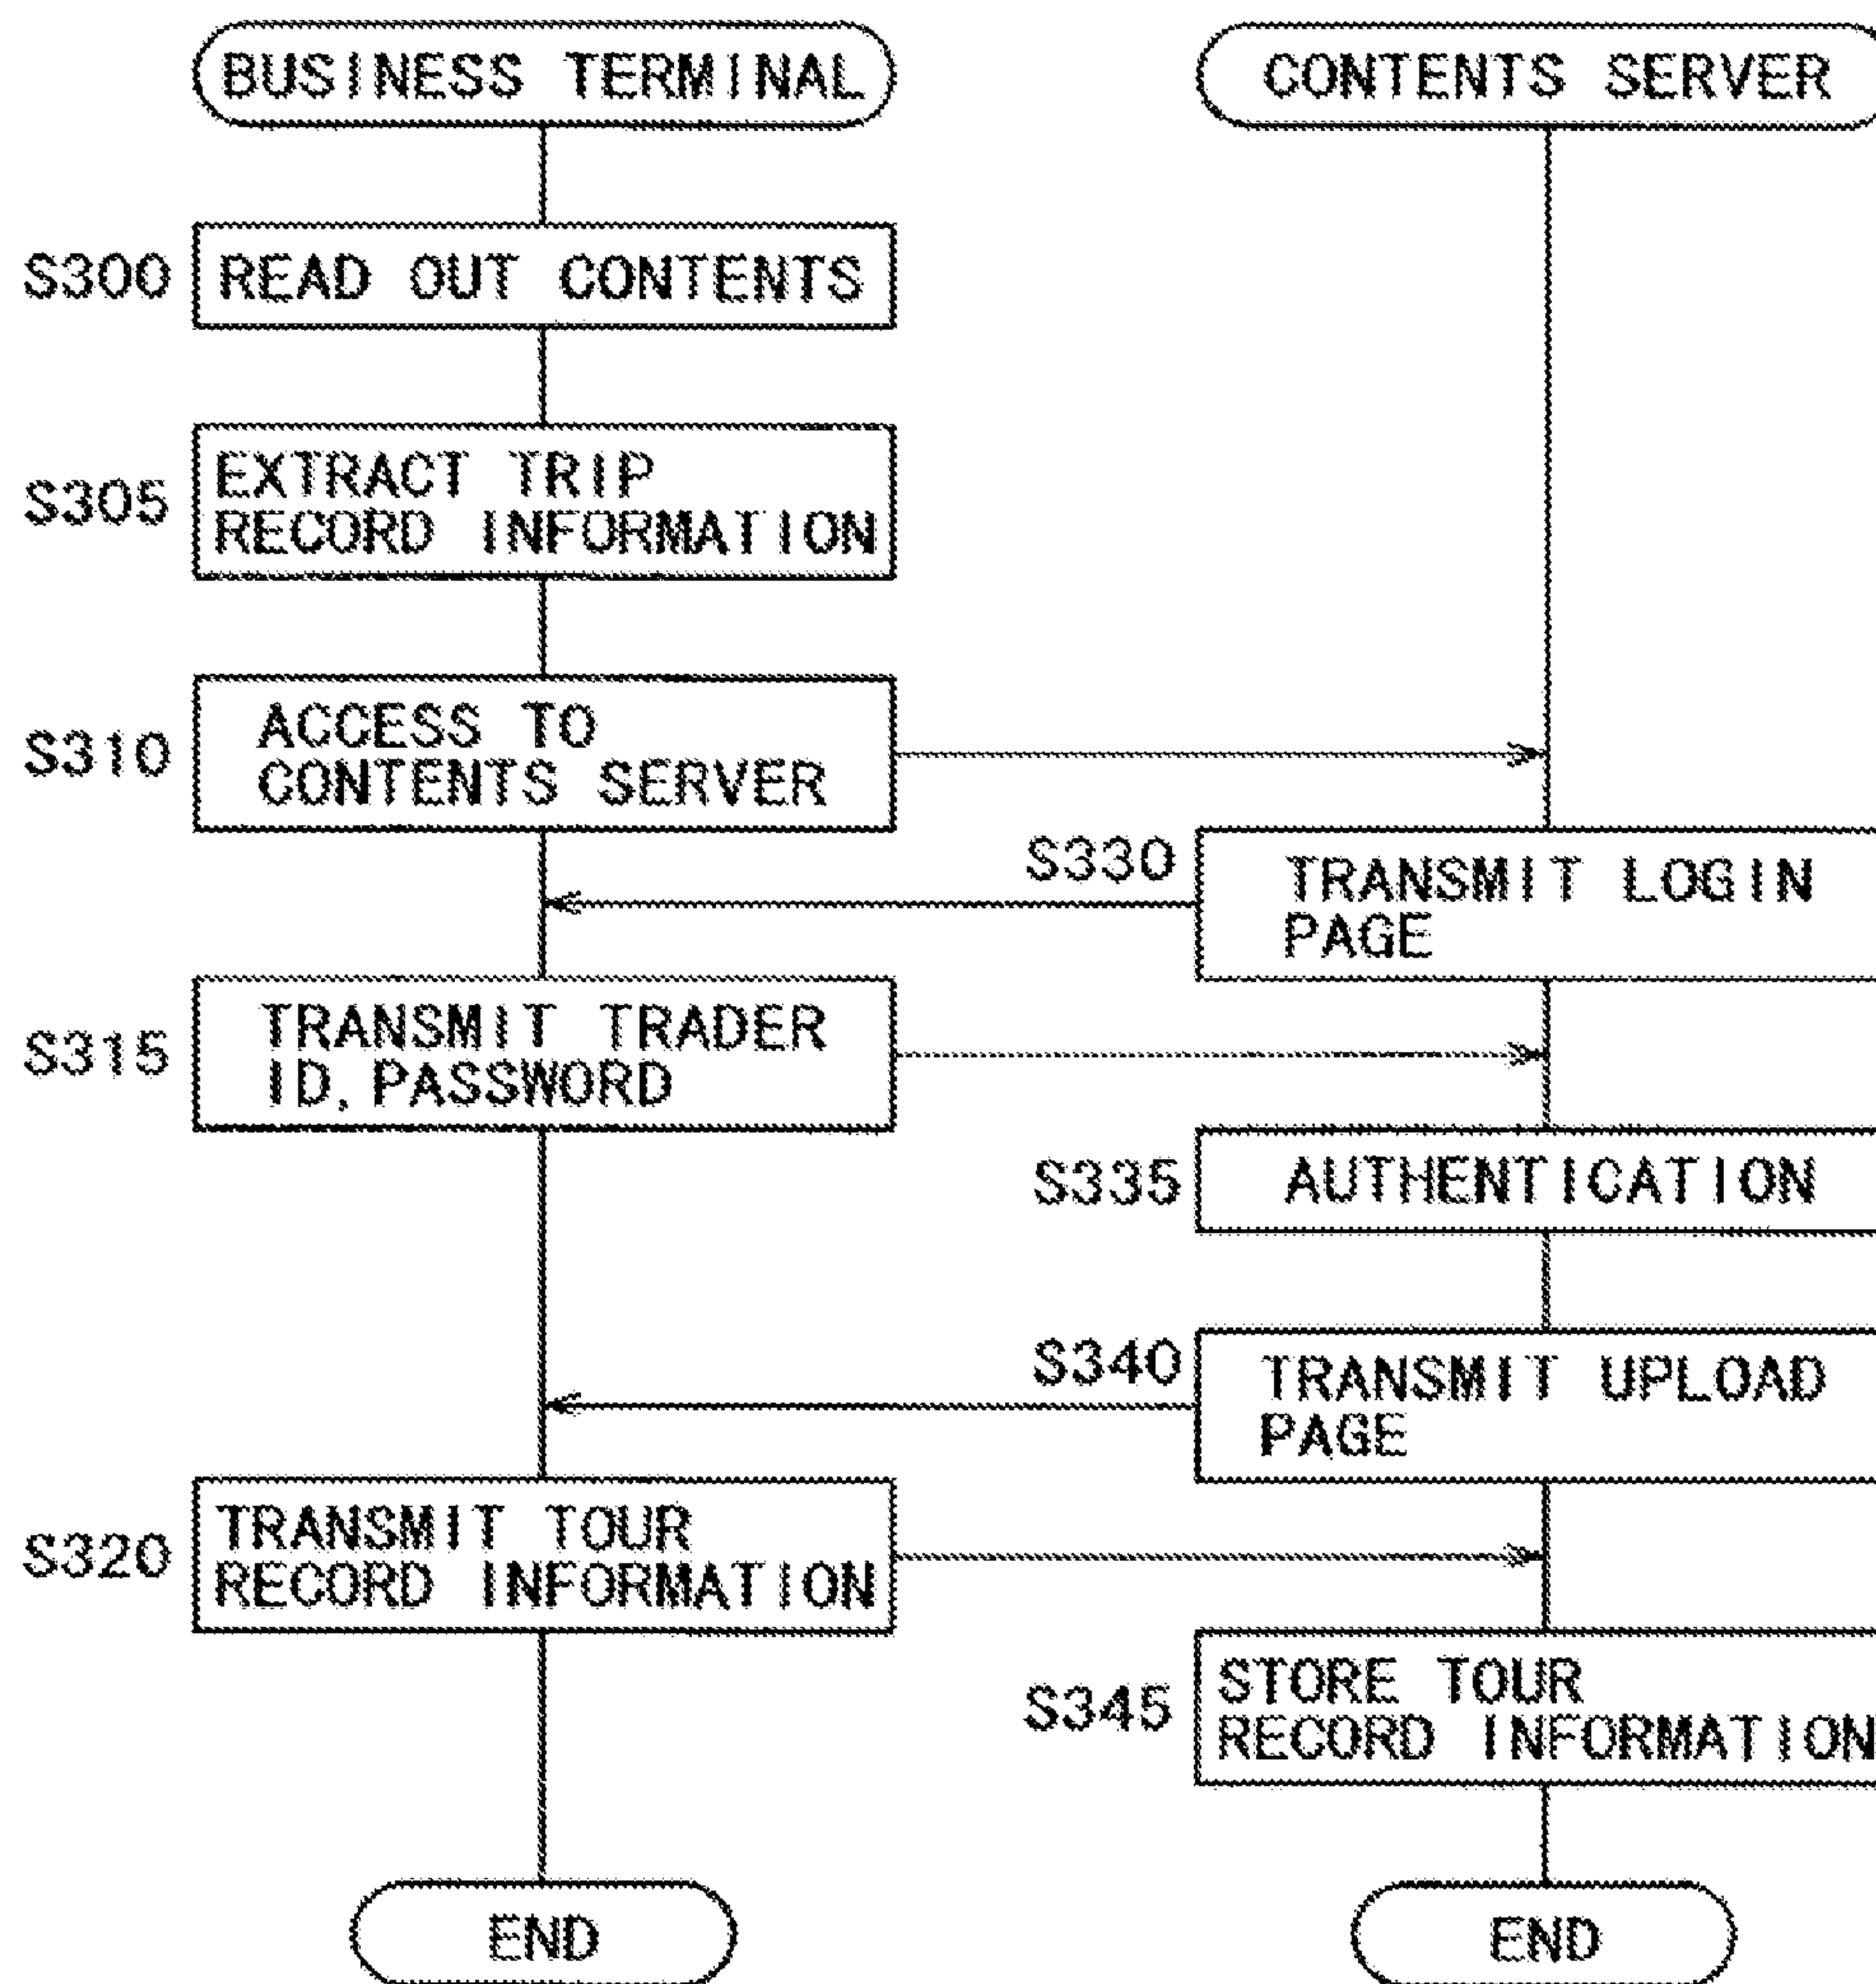 BUSINESS TERMINAL
CONTENTS SERVER
S300
READ OUT CONTENTS
S305
EXTRACT TRIP
RECORD INFORMATION
S310
ACCESS TO
CONTENTS SERVER
S330
TRANSMIT LOGIN
PAGE
S315
TRANSMIT TRADER
ID, PASSWORD
S335
AUTHENTICATION
S340
TRANSMIT UPLOAD
PAGE
S320
TRANSMIT TOUR
RECORD INFORMATION
S345
STORE TOUR
RECORD INFORMATION
END
END